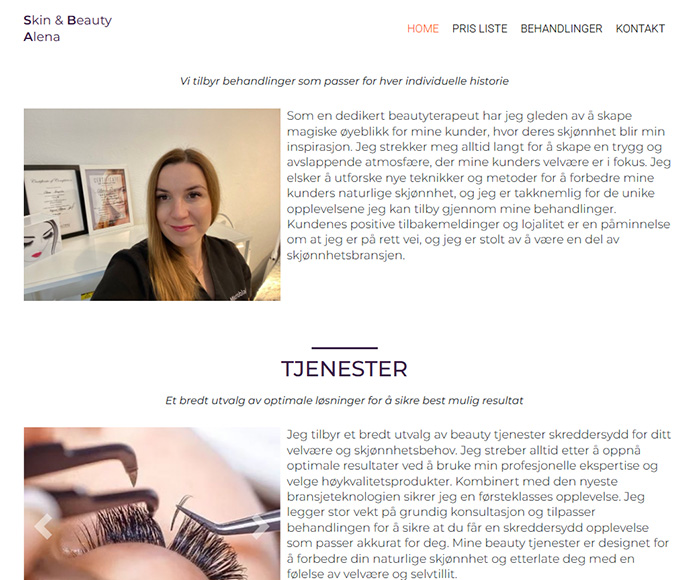 Skin & Beauty
Alena
HOME PRIS LISTE BEHANDLINGER KONTAKT
Vi tilbyr behandlinger som passer for hver individuelle historie
Som en dedikert beautyterapeut har jeg gleden av å skape
magiske øyeblikk for mine kunder, hvor deres skjønnhet blir min
inspirasjon. Jeg strekker meg alltid langt for å skape en trygg og
avslappende atmosfære, der mine kunders velvære er i fokus. Jeg
elsker å utforske nye teknikker og metoder for å forbedre mine
kunders naturlige skjønnhet, og jeg er takknemlig for de unike
opplevelsene jeg kan tilby gjennom mine behandlinger.
Kundenes positive tilbakemeldinger og lojalitet er en påminnelse
om at jeg er på rett vei, og jeg er stolt av å være en del av
skjønnhetsbransjen.
TJENESTER
Et bredt utvalg av optimale løsninger for å sikre best mulig resultat
Jeg tilbyr et bredt utvalg av beauty tjenester skreddersydd for ditt
velvære og skjønnhetsbehov. Jeg streber alltid etter å oppnå
optimale resultater ved å bruke min profesjonelle ekspertise og
velge høykvalitetsprodukter. Kombinert med den nyeste
bransjeteknologien sikrer jeg en førsteklasses opplevelse. Jeg
legger stor vekt på grundig konsultasjon og tilpasser
behandlingen for å sikre at du får en skreddersydd opplevelse
som passer akkurat for deg. Mine beauty tjenester er designet for
å forbedre din naturlige skjønnhet og etterlate deg med en
følelse av velvære og selvtillit.